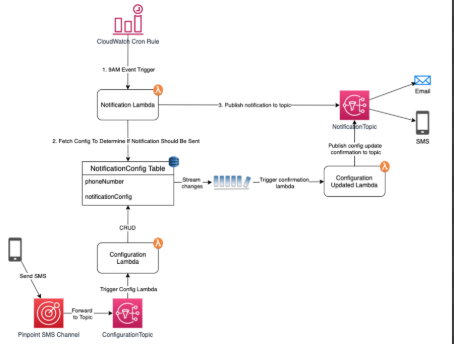 CloudWatch Cron Rule
1. 9AM Event Trigger
Notification Lambda
3. Publish notification to topic
Email
NotificationTopic
SMS
2. Fetch Config To Determine If Notification Should Be Sent
Publish config update
confirmation to topic
NotificationConfig Table
phoneNumber
notificationConfig
Stream
changes
Trigger confirmation
lambda
Configuration
Updated Lambda
CRUD
Configuration
Lambda
Send SMS
Trigger Config Lambda
Forward
to Topic
Pinpoint SMS Channel
ConfigurationTopic